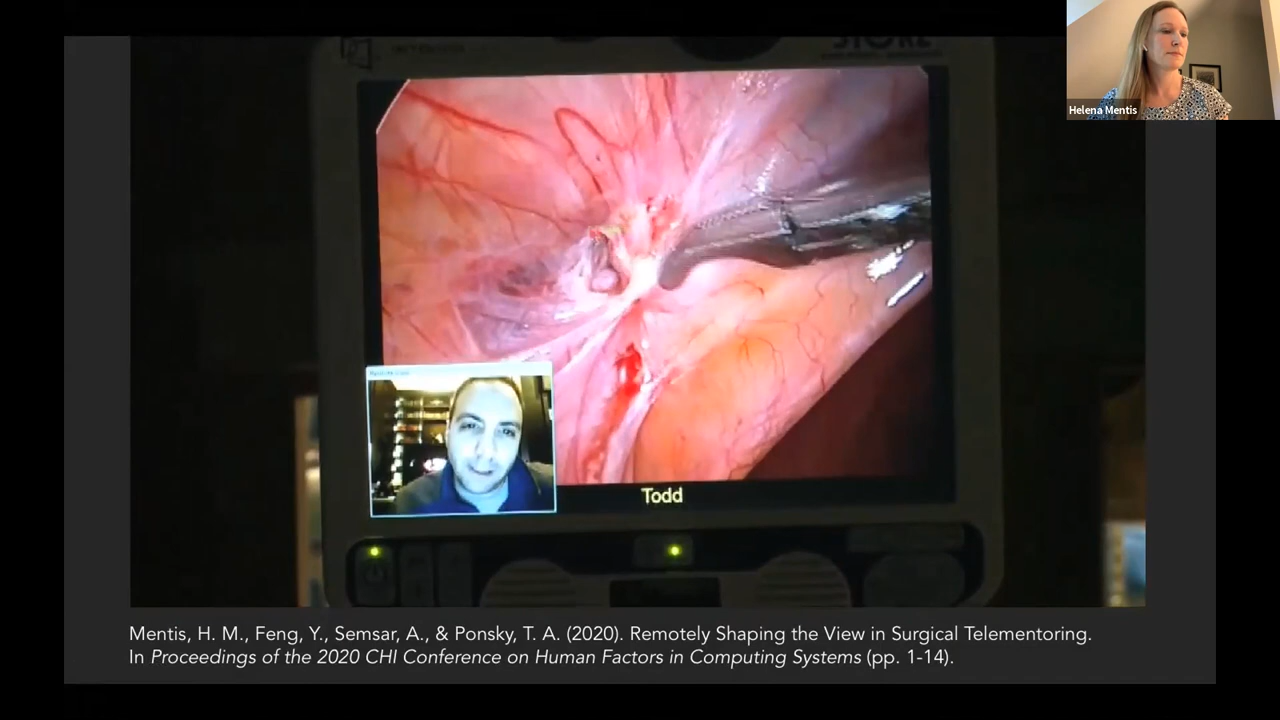 STORZ
Helena Mentis
Todd
Mentis, H. M., Feng, Y., Semsar, A., & Ponsky, T. A. (2020). Remotely Shaping the View in Surgical Telementoring.
In Proceedings of the 2020 CHI Conference on Human Factors in Computing Systems (pp. 1-14).